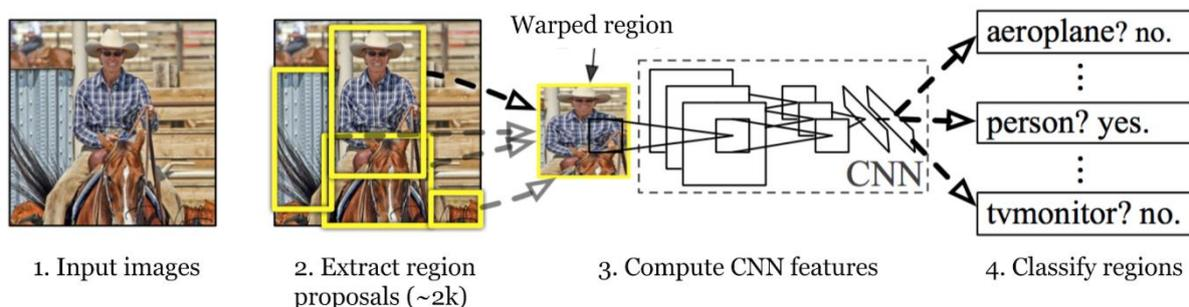 Warped region
aeroplane? no.
person? yes.
CNN
tvmonitor? no.
1. Input images
2. Extract region
proposals (~2k)
3. Compute CNN features
4. Classify regions